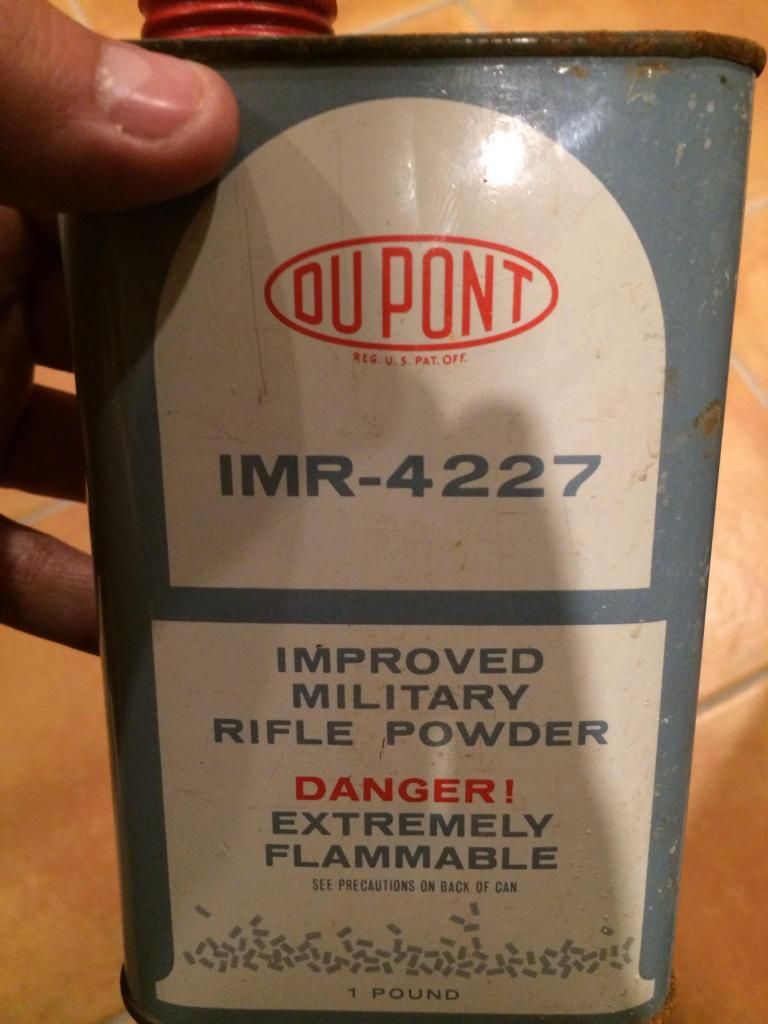 DU PONT
REG. U. S. PAT. OFF.
IMR-4227
IMPROVED
MILITARY
RIFLE POWDER
DANGER!
EXTREMELY
FLAMMABLE
SEE PRECAUTIONS ON BACK OF CAN
1 POUND